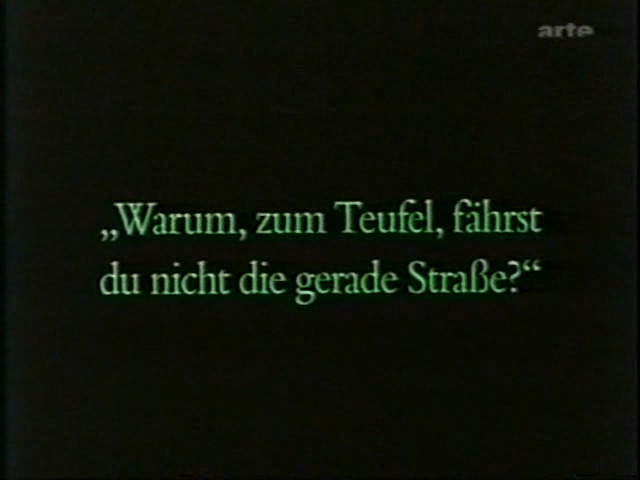 arte
„Warum, zum Teufel, fährst
du nicht die gerade Straße?“